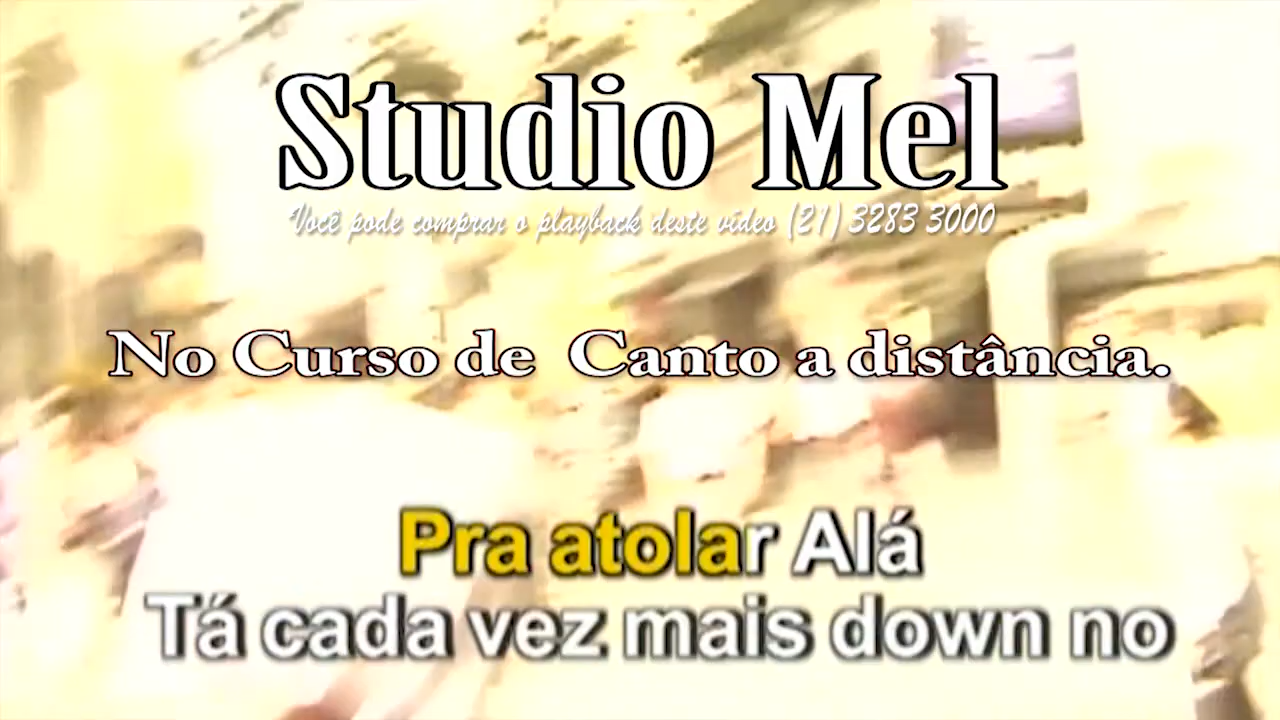 Studio Mel
Você pode comprar o playback deste vídeo (21) 3283 3000
No Curso de Canto a distância.
Pra atolar Alá
Tá cada vez mais down no